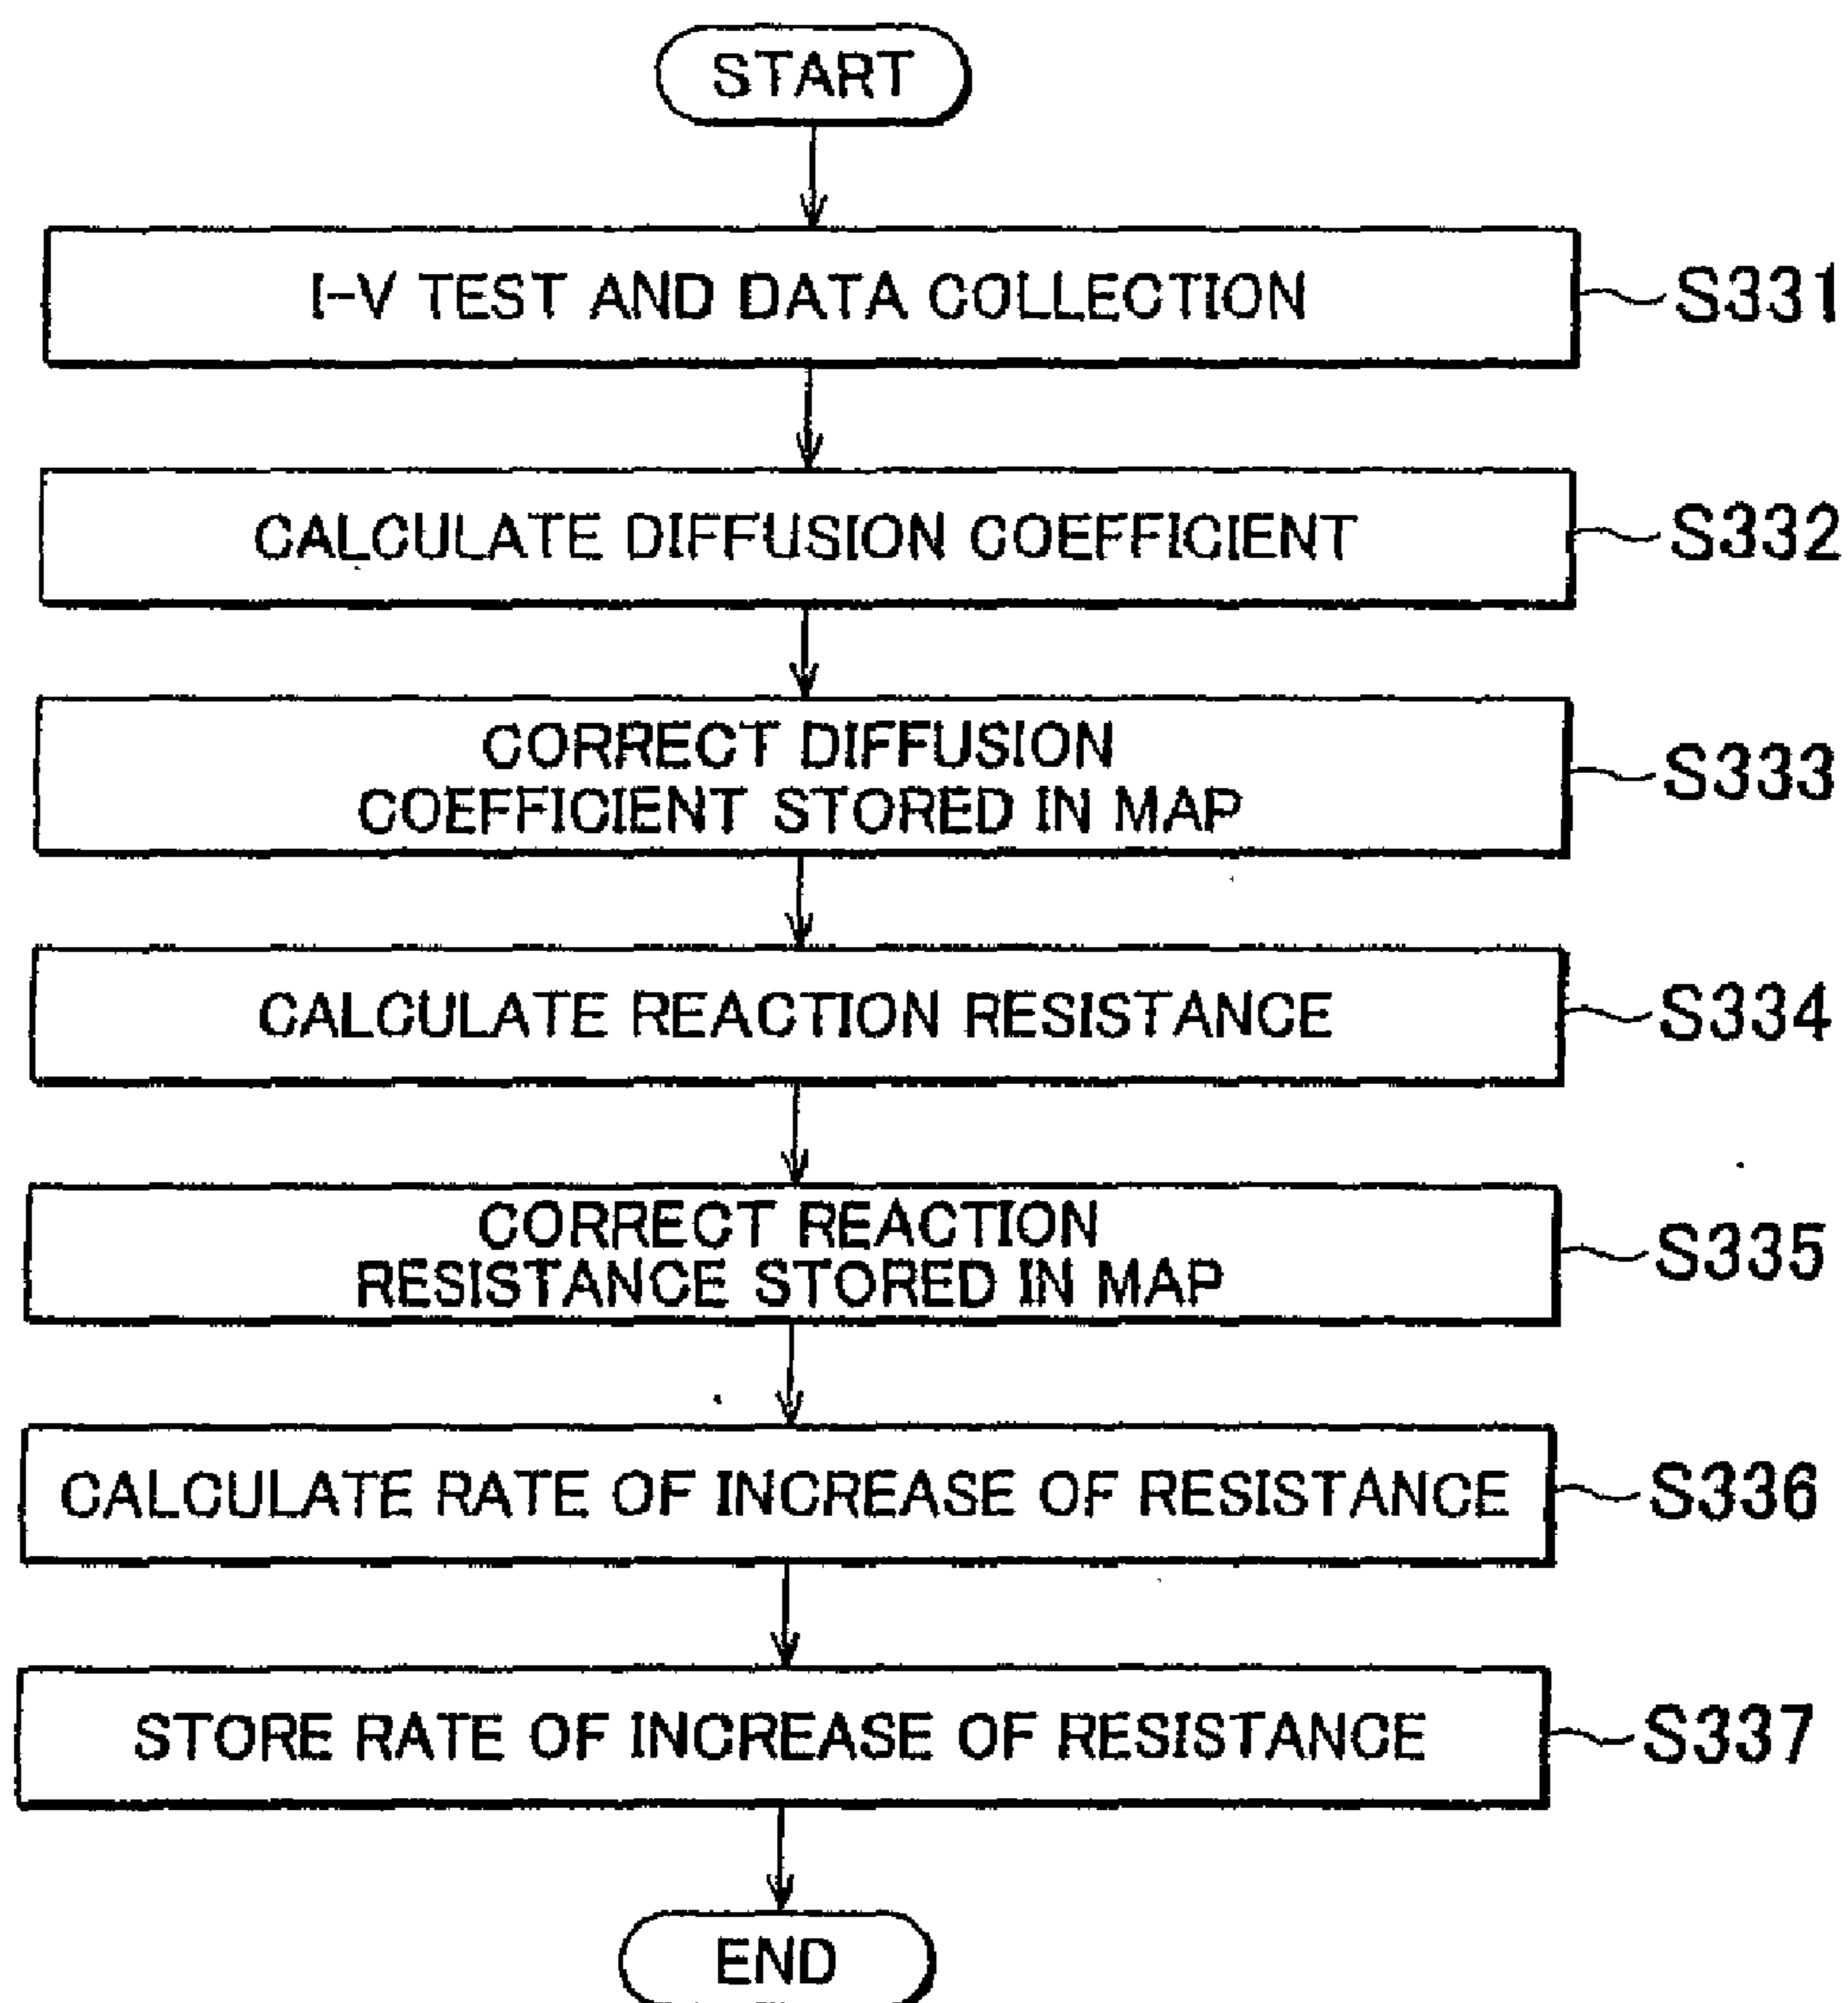 START
I-V TEST AND DATA COLLECTION
S331
CALCULATE DIFFUSION COEFFICIENT
S332
CORRECT DIFFUSION
COEFFICIENT STORED IN MAP
S333
CALCULATE REACTION RESISTANCE
S334
CORRECT REACTION
RESISTANCE STORED IN MAP
S335
CALCULATE RATE OF INCREASE OF RESISTANCE
S336
STORE RATE OF INCREASE OF RESISTANCE
S337
END